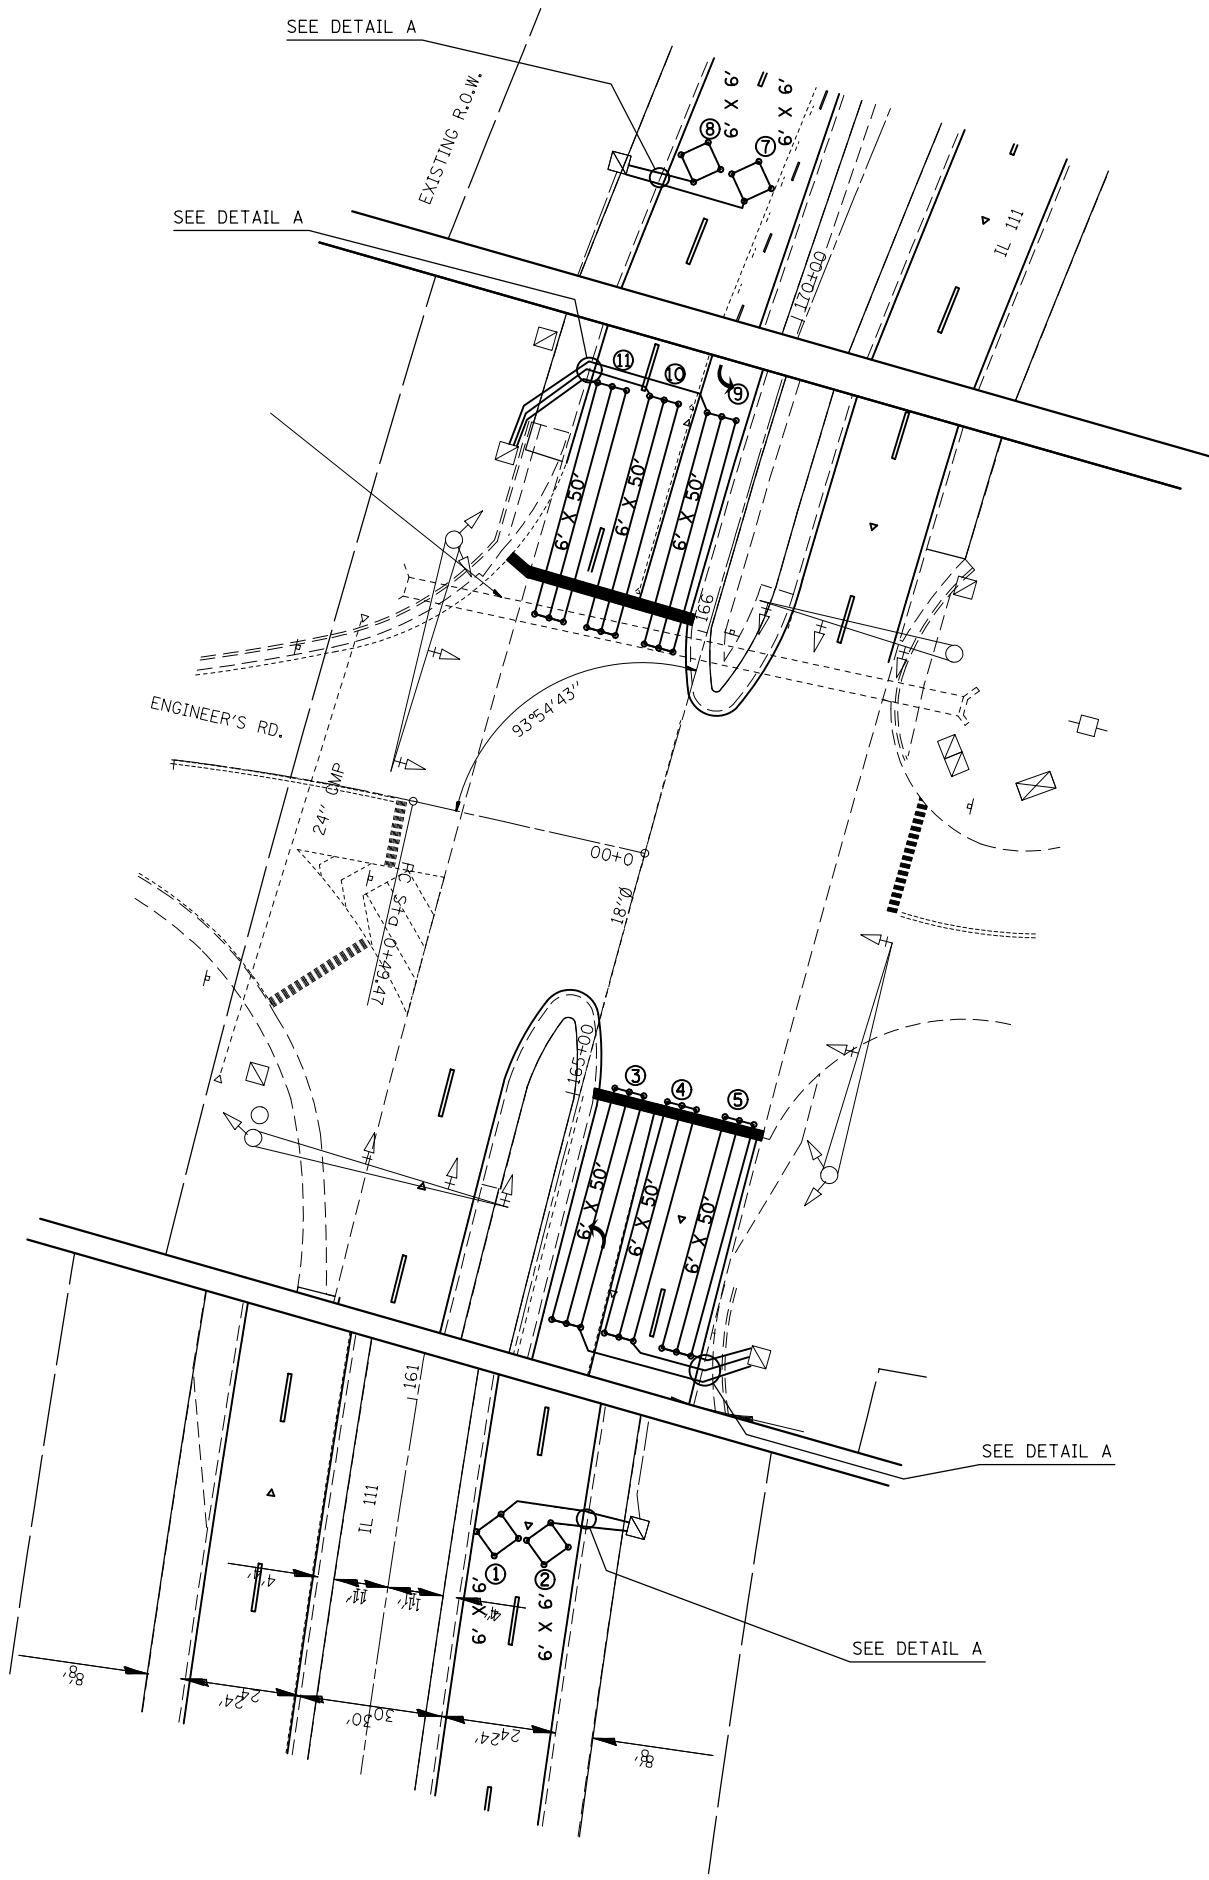 SEE DETAIL A
EXISTING R.O.W.
6' X 6'
6' X 6'
8
7
SEE DETAIL A
IL 111
170+00
11
10
9
6' X 50'
6' X 50'
6' X 50'
166
93°54'43"
ENGINEER'S RD.
24" CMP
0+00
18"Ø
RC Sta 0+49.47
165+00
3
4
5
6' X 50'
6' X 50'
6' X 50'
161
SEE DETAIL A
IL 111
1
2
6' X 6'
6' X 6'
4'
11'
11'
4'
SEE DETAIL A
8'
24'
30'
24'
8'